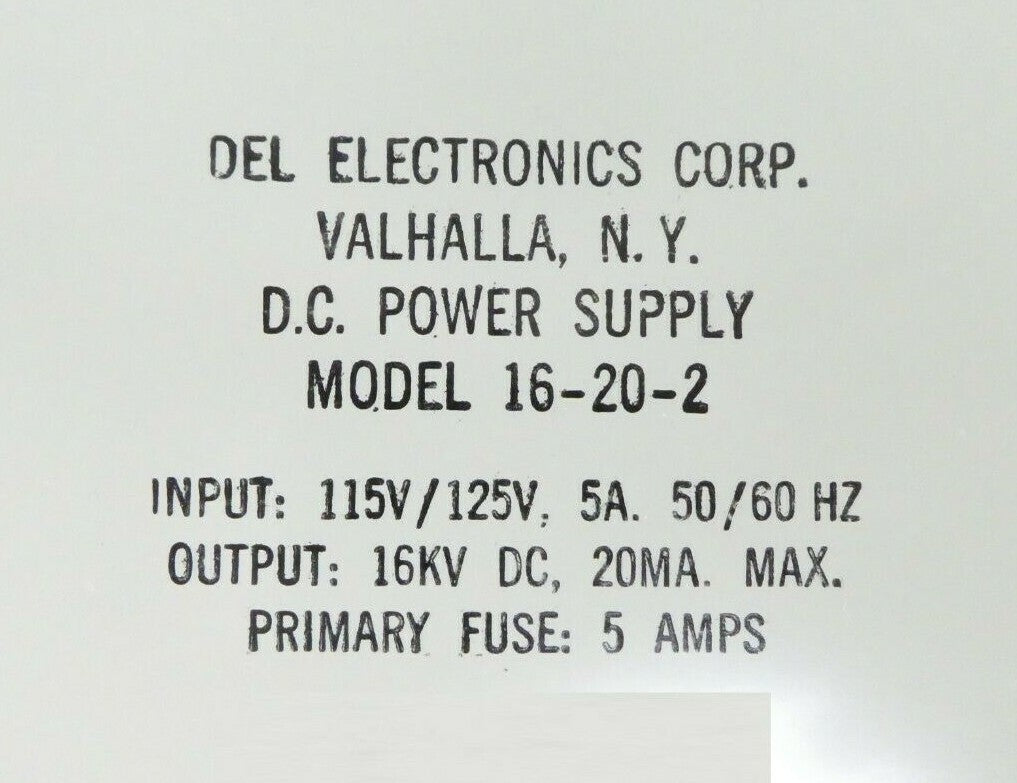 DEL ELECTRONICS CORP.
VALHALLA, N.Y.
D.C. POWER SUPPLY
MODEL 16-20-2
INPUT: 115V/125V, 5A. 50/60 HZ
OUTPUT: 16KV DC, 20MA. MAX.
PRIMARY FUSE: 5 AMPS